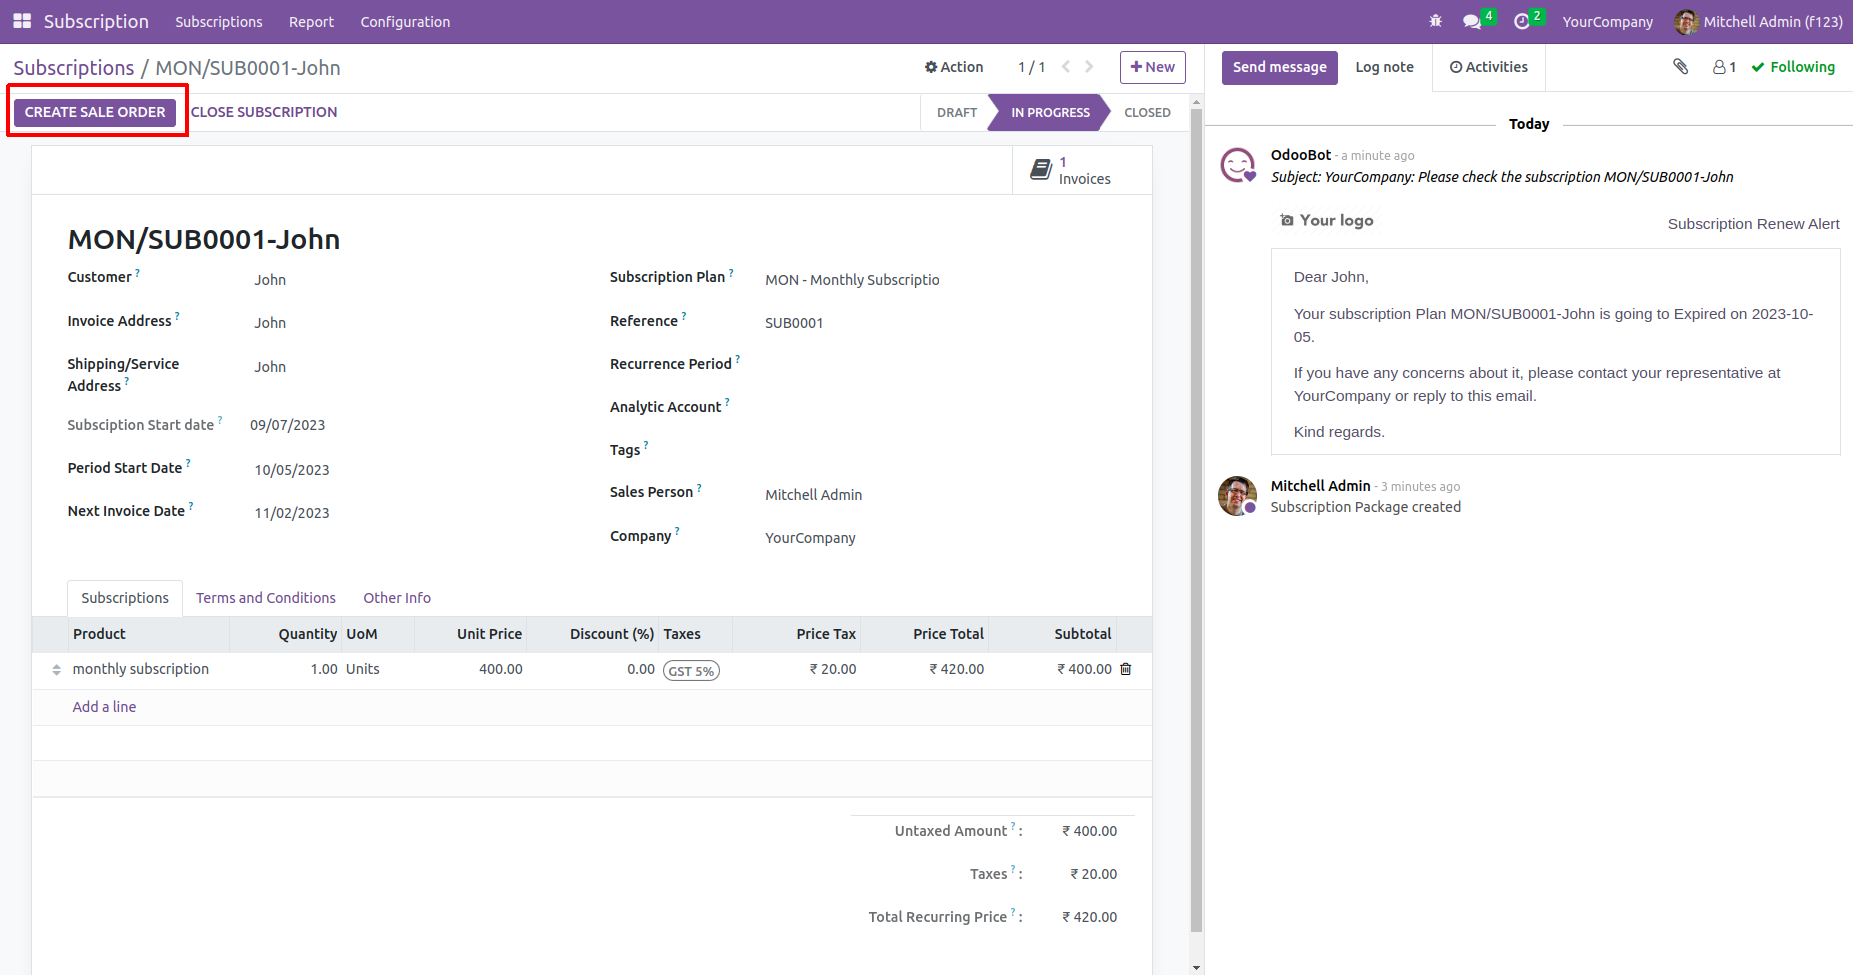 Subscription Subscriptions Report Configuration 4 2 YourCompany Mitchell Admin (f123)
Subscriptions / MON/SUB0001-John Action 1 / 1 New
CREATE SALE ORDER CLOSE SUBSCRIPTION DRAFT IN PROGRESS CLOSED
1
Invoices
MON/SUB0001-John
Customer ? John
Subscription Plan ? MON - Monthly Subscriptio
Invoice Address ? John
Reference ? SUB0001
Shipping/Service
Address ? John
Recurrence Period ?
Analytic Account ?
Subsciption Start date ? 09/07/2023
Tags ?
Period Start Date ? 10/05/2023
Sales Person ? Mitchell Admin
Next Invoice Date ? 11/02/2023
Company ? YourCompany
Subscriptions Terms and Conditions Other Info
Product Quantity UoM Unit Price Discount (%) Taxes Price Tax Price Total Subtotal
monthly subscription 1.00 Units 400.00 0.00 GST 5% ₹ 20.00 ₹ 420.00 ₹ 400.00
Add a line
Untaxed Amount ? : ₹ 400.00
Taxes ? : ₹ 20.00
Total Recurring Price ? : ₹ 420.00
Send message Log note Activities 1 Following
Today
OdooBot - a minute ago
Subject: YourCompany: Please check the subscription MON/SUB0001-John
Your logo Subscription Renew Alert
Dear John,
Your subscription Plan MON/SUB0001-John is going to Expired on 2023-10-
05.
If you have any concerns about it, please contact your representative at
YourCompany or reply to this email.
Kind regards.
Mitchell Admin - 3 minutes ago
Subscription Package created